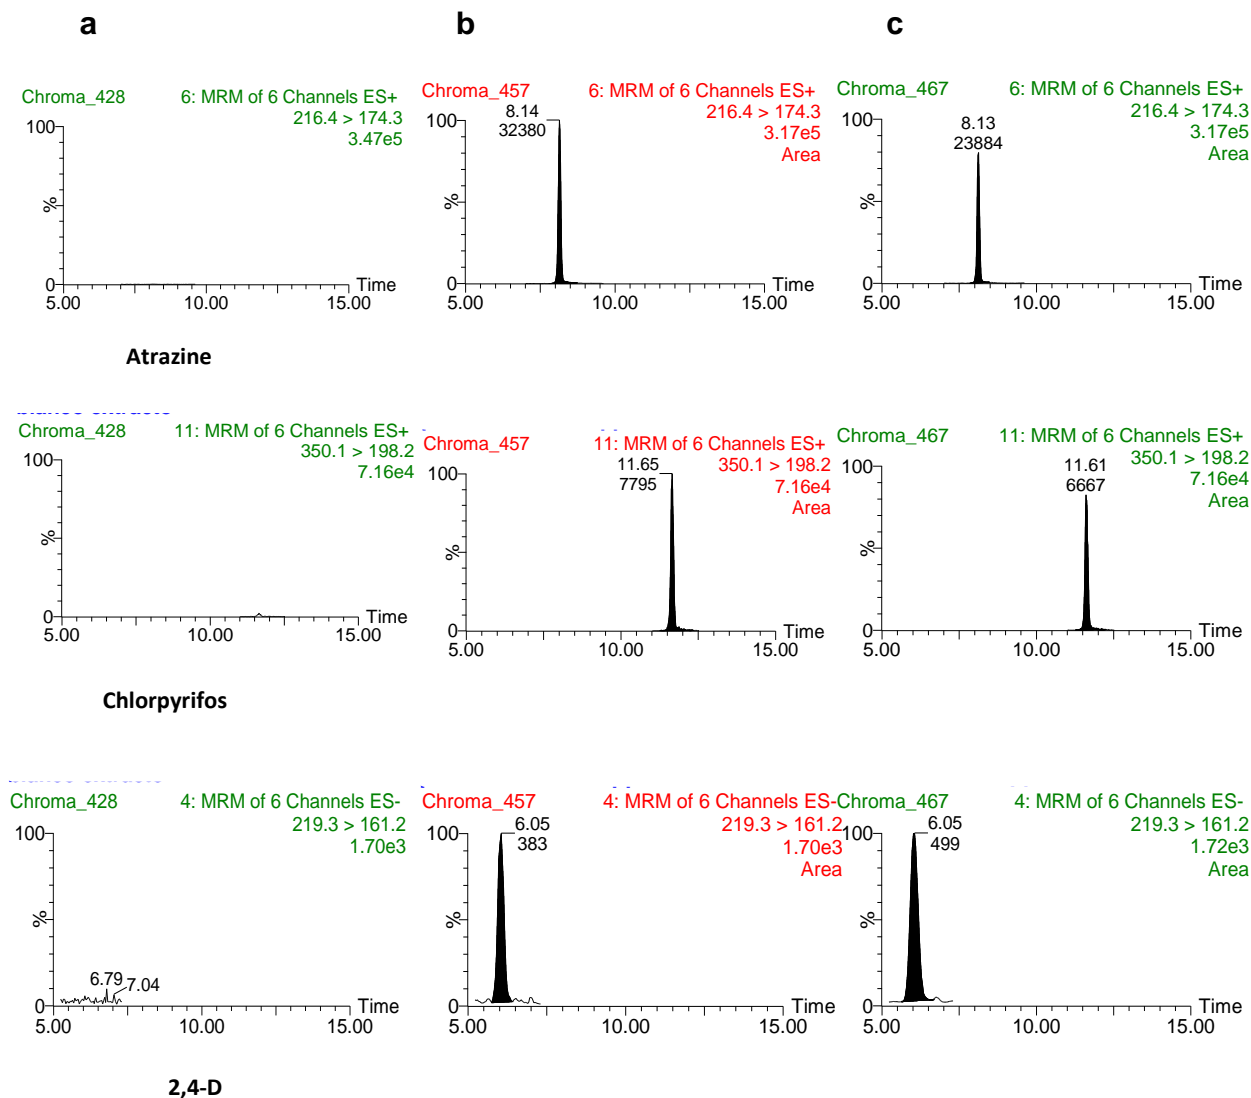 a
b
c
Chroma_428
6: MRM of 6 Channels ES+
216.4 > 174.3
3.47e5
100
%
0
5.00
10.00
15.00
Time
Chroma_457
6: MRM of 6 Channels ES+
216.4 > 174.3
3.17e5
Area
8.14
32380
100
%
0
5.00
10.00
15.00
Time
Chroma_467
6: MRM of 6 Channels ES+
216.4 > 174.3
3.17e5
Area
8.13
23884
100
%
0
5.00
10.00
15.00
Time
Atrazine
Chroma_428
11: MRM of 6 Channels ES+
350.1 > 198.2
7.16e4
100
%
0
5.00
10.00
15.00
Time
Chroma_457
11: MRM of 6 Channels ES+
350.1 > 198.2
7.16e4
Area
11.65
7795
100
%
0
5.00
10.00
15.00
Time
Chroma_467
11: MRM of 6 Channels ES+
350.1 > 198.2
7.16e4
Area
11.61
6667
100
%
0
5.00
10.00
15.00
Time
Chlorpyrifos
Chroma_428
4: MRM of 6 Channels ES-
219.3 > 161.2
1.70e3
100
%
6.79
7.04
0
5.00
10.00
15.00
Time
Chroma_457
4: MRM of 6 Channels ES-
219.3 > 161.2
1.70e3
Area
6.05
383
100
%
0
5.00
10.00
15.00
Time
Chroma_467
4: MRM of 6 Channels ES-
219.3 > 161.2
1.72e3
Area
6.05
499
100
%
0
5.00
10.00
15.00
Time
2,4-D